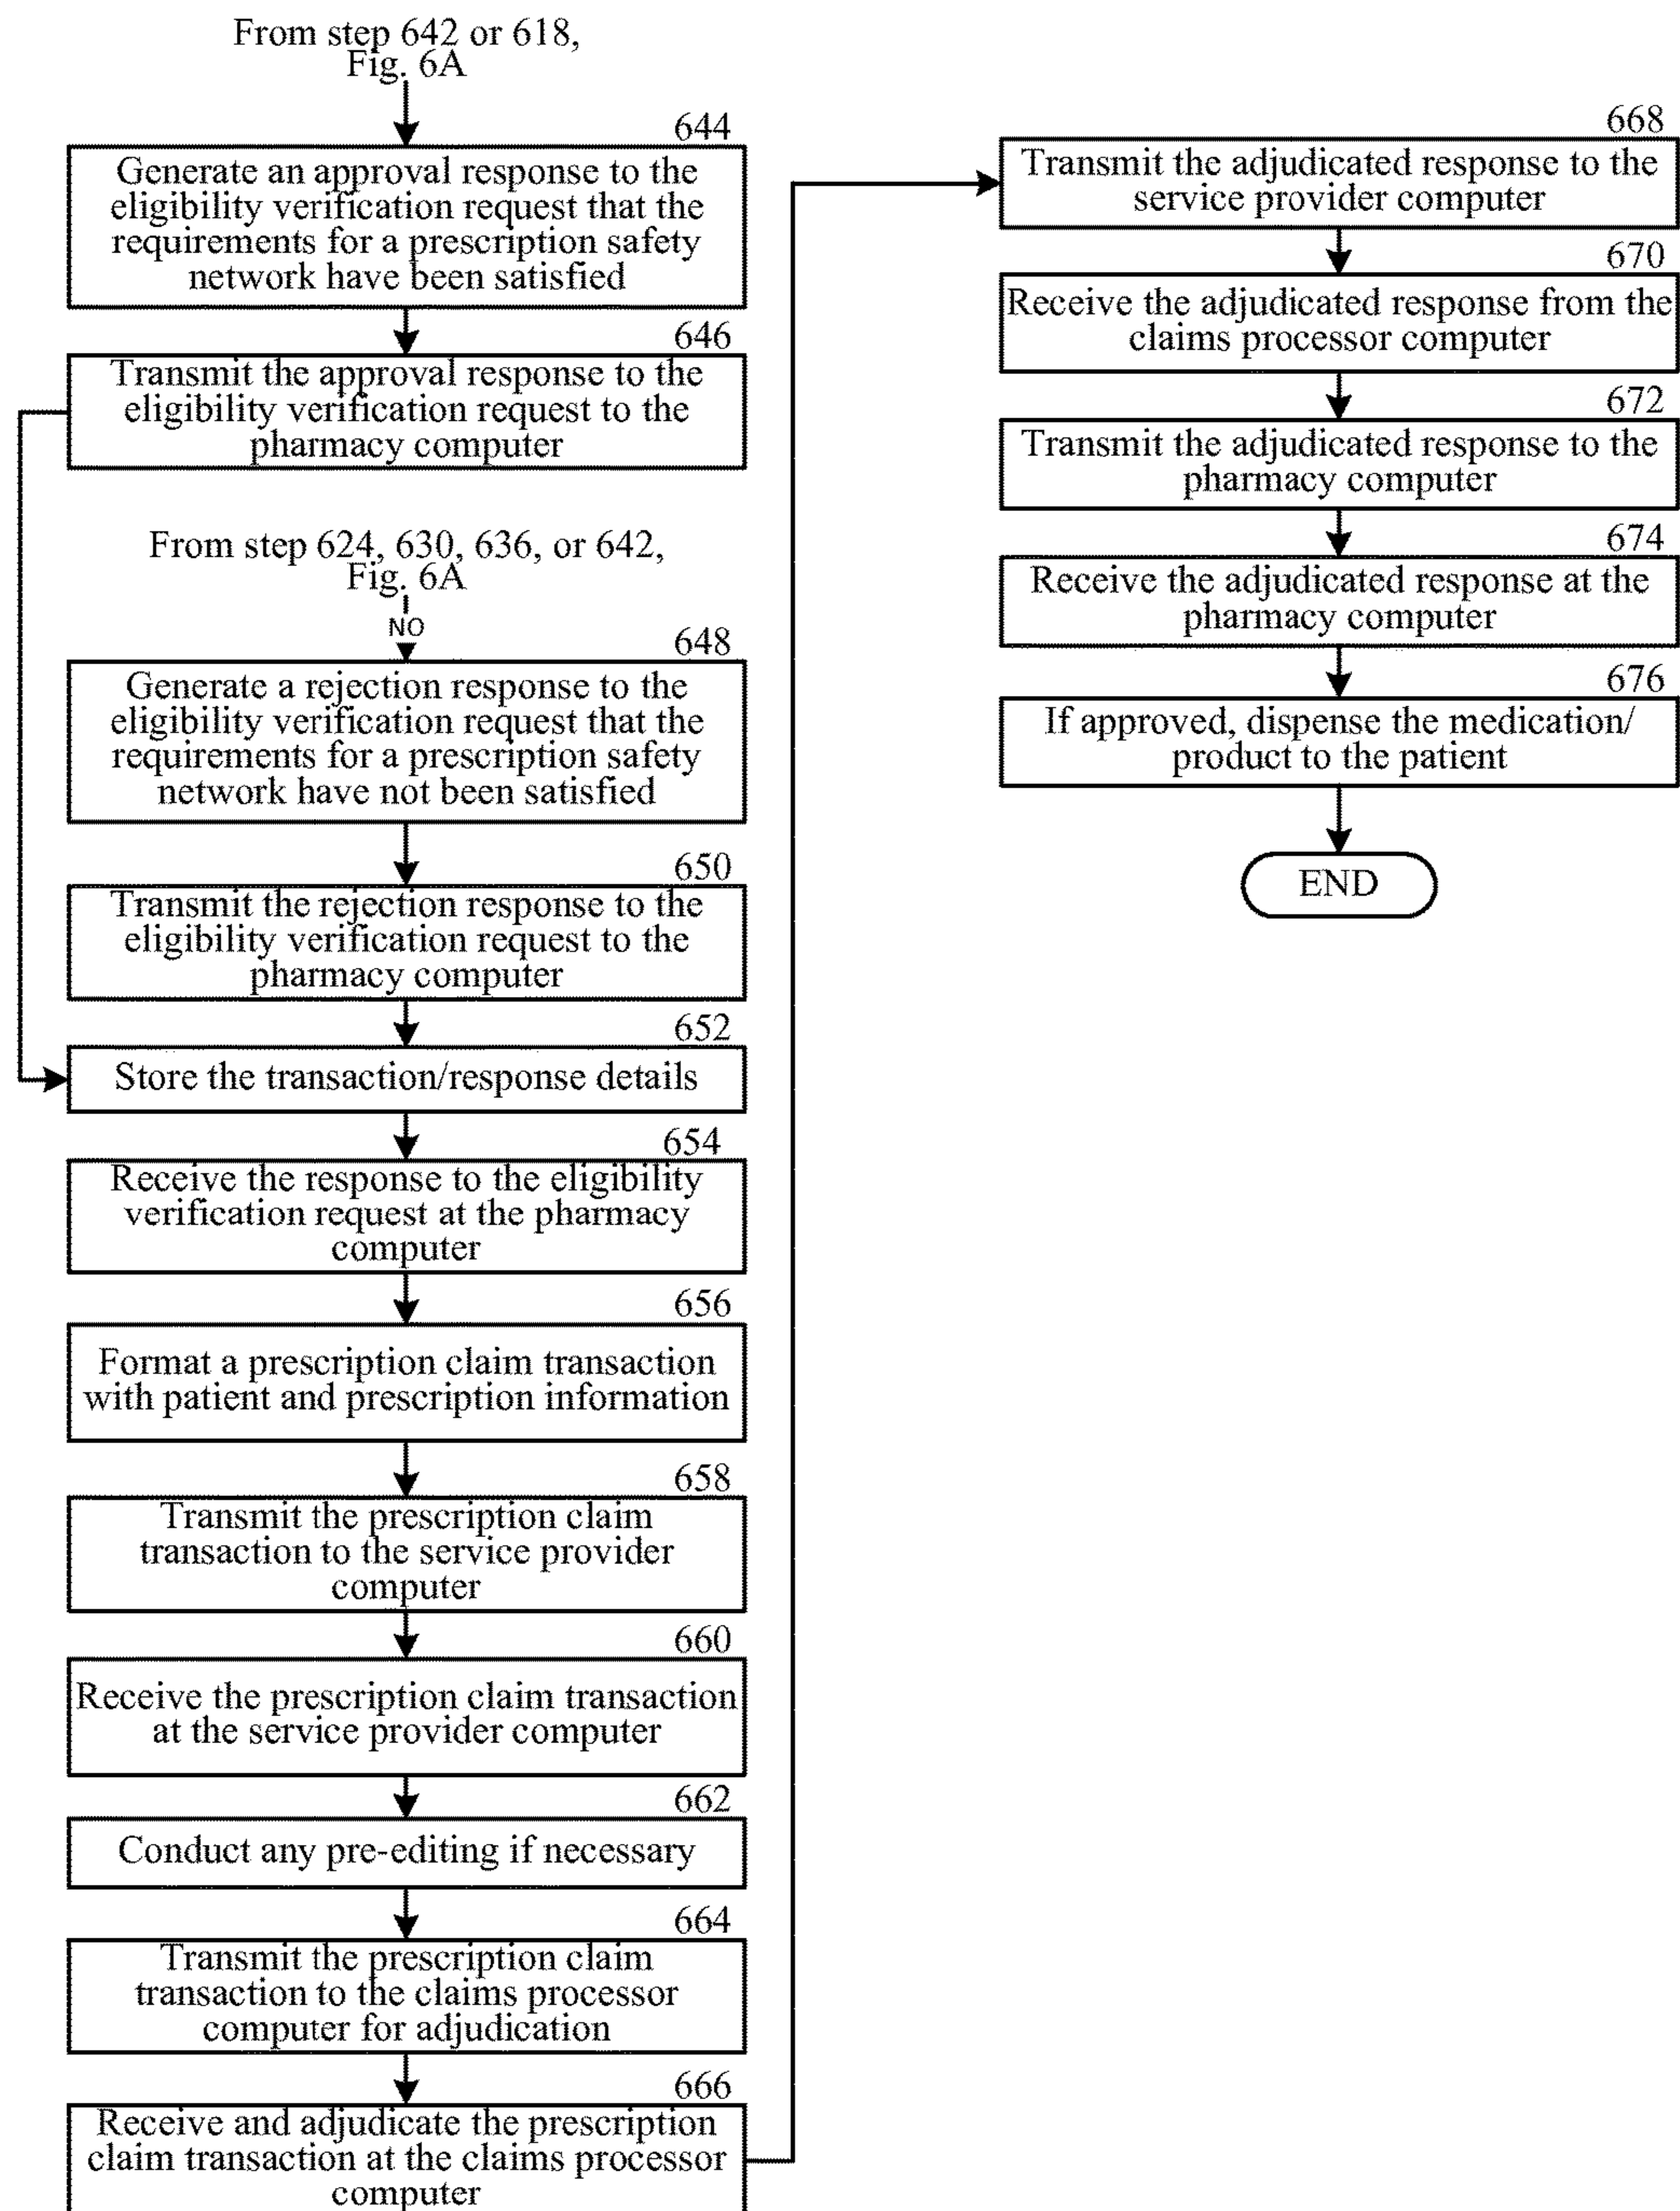 From step 642 or 618,
Fig. 6A
644
Generate an approval response to the
eligibility verification request that the
requirements for a prescription safety
network have been satisfied
646
Transmit the approval response to the
eligibility verification request to the
pharmacy computer
From step 624, 630, 636, or 642,
Fig. 6A
NO
648
Generate a rejection response to the
eligibility verification request that the
requirements for a prescription safety
network have not been satisfied
650
Transmit the rejection response to the
eligibility verification request to the
pharmacy computer
652
Store the transaction/response details
654
Receive the response to the eligibility
verification request at the pharmacy
computer
656
Format a prescription claim transaction
with patient and prescription information
658
Transmit the prescription claim
transaction to the service provider
computer
660
Receive the prescription claim transaction
at the service provider computer
662
Conduct any pre-editing if necessary
664
Transmit the prescription claim
transaction to the claims processor
computer for adjudication
666
Receive and adjudicate the prescription
claim transaction at the claims processor
computer
668
Transmit the adjudicated response to the
service provider computer
670
Receive the adjudicated response from the
claims processor computer
672
Transmit the adjudicated response to the
pharmacy computer
674
Receive the adjudicated response at the
pharmacy computer
676
If approved, dispense the medication/
product to the patient
END